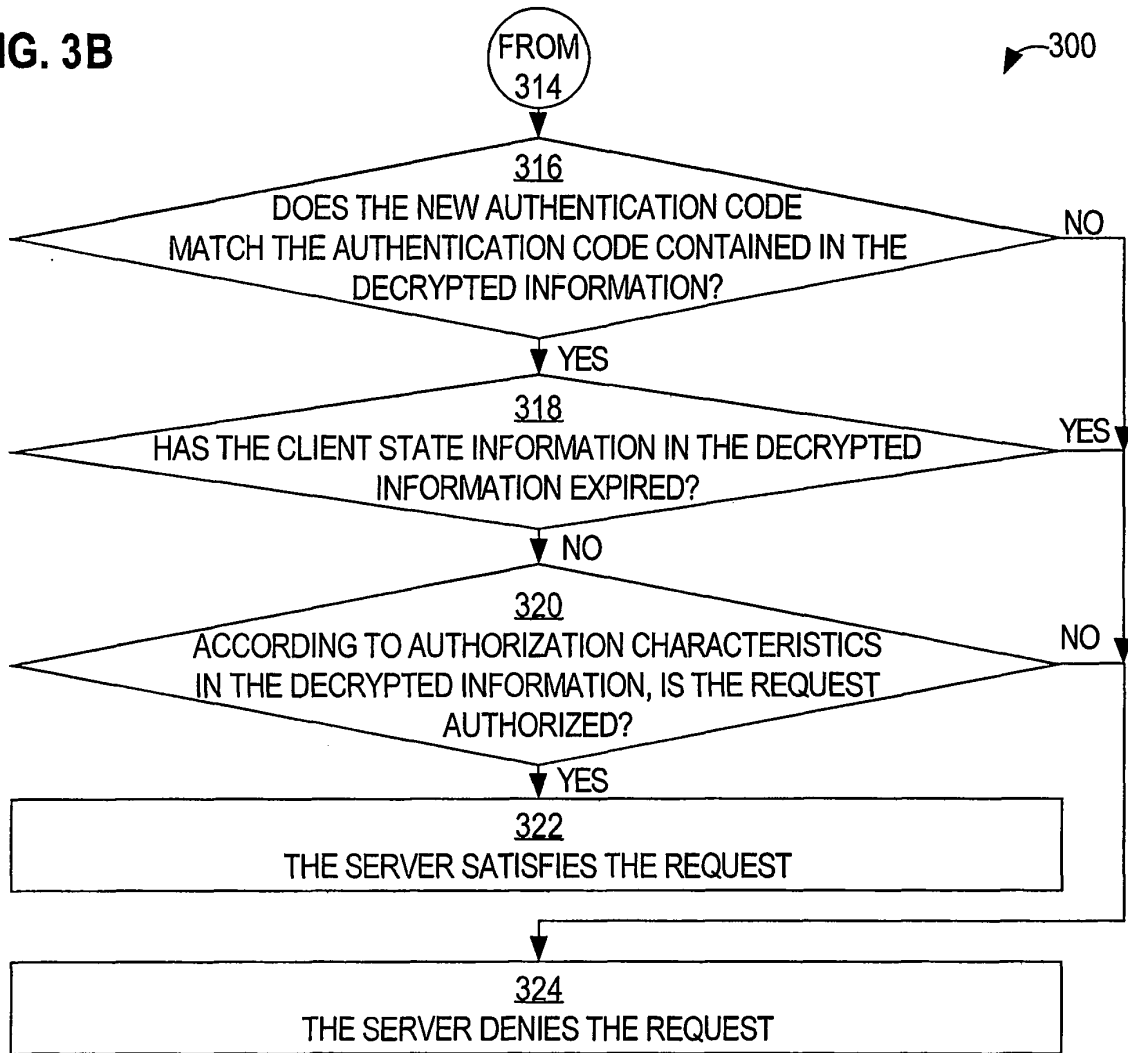 IG. 3B
FROM
314
300
316
DOES THE NEW AUTHENTICATION CODE
MATCH THE AUTHENTICATION CODE CONTAINED IN THE
DECRYPTED INFORMATION?
NO
YES
318
HAS THE CLIENT STATE INFORMATION IN THE DECRYPTED
INFORMATION EXPIRED?
YES
NO
320
ACCORDING TO AUTHORIZATION CHARACTERISTICS
IN THE DECRYPTED INFORMATION, IS THE REQUEST
AUTHORIZED?
NO
YES
322
THE SERVER SATISFIES THE REQUEST
324
THE SERVER DENIES THE REQUEST